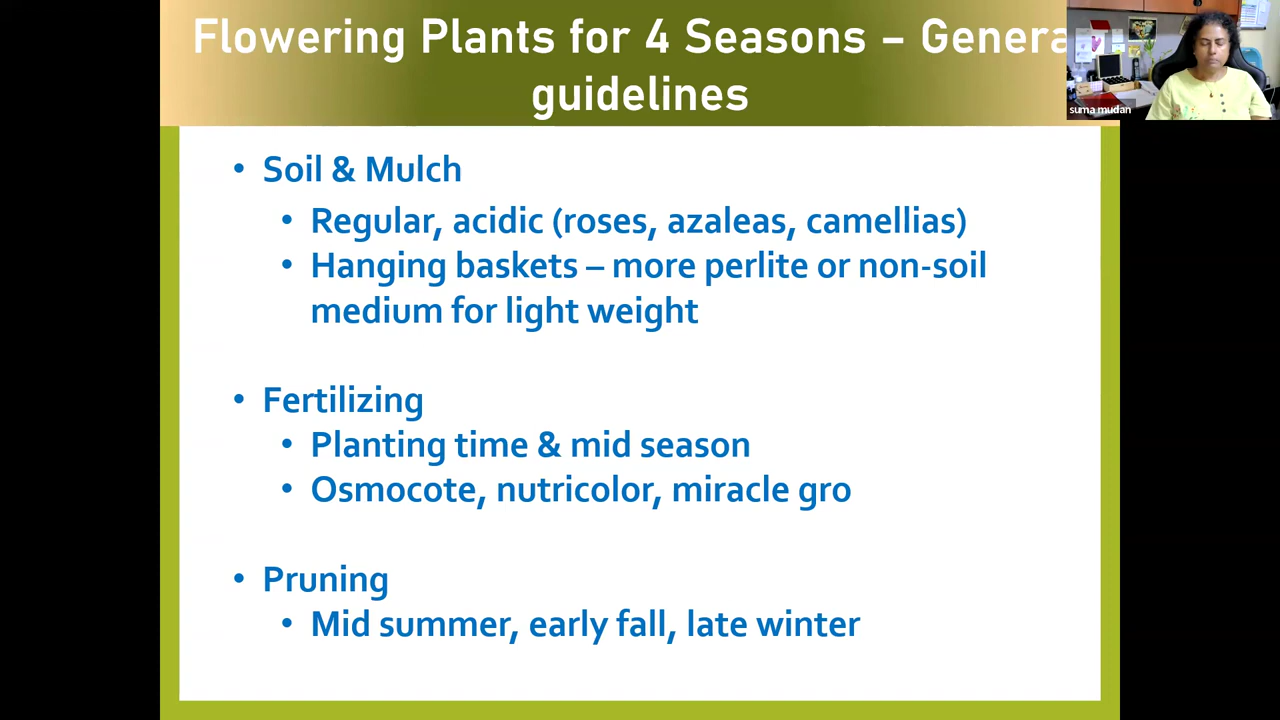 Flowering Plants for 4 Seasons – Genera
guidelines
suma mudan
• Soil & Mulch
• Regular, acidic (roses, azaleas, camellias)
• Hanging baskets – more perlite or non-soil
medium for light weight
• Fertilizing
• Planting time & mid season
• Osmocote, nutricolor, miracle gro
• Pruning
• Mid summer, early fall, late winter